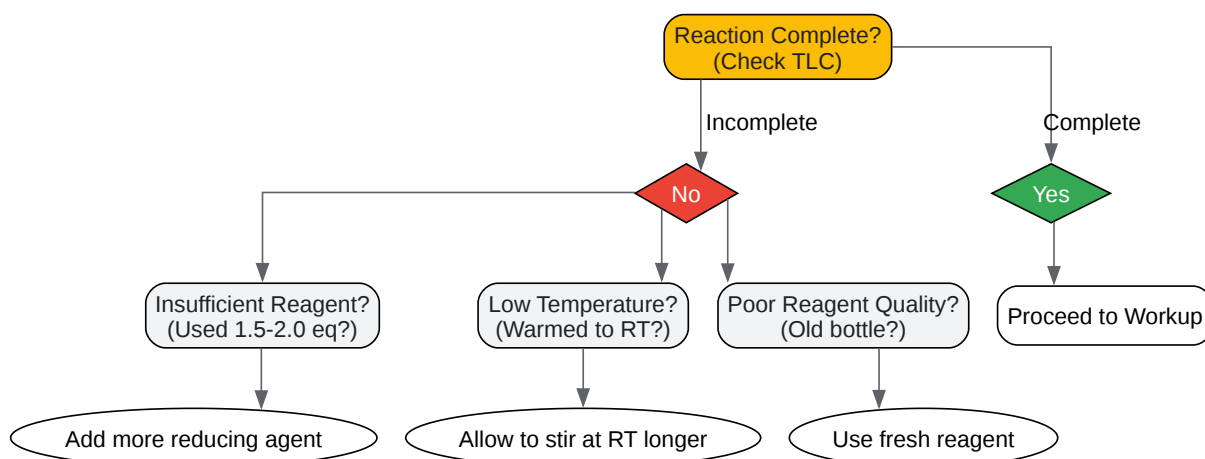 Reaction Complete?
(Check TLC)
Incomplete
Complete
No
Yes
Insufficient Reagent?
(Used 1.5-2.0 eq?)
Low Temperature?
(Warmed to RT?)
Poor Reagent Quality?
(Old bottle?)
Proceed to Workup
Add more reducing agent
Allow to stir at RT longer
Use fresh reagent